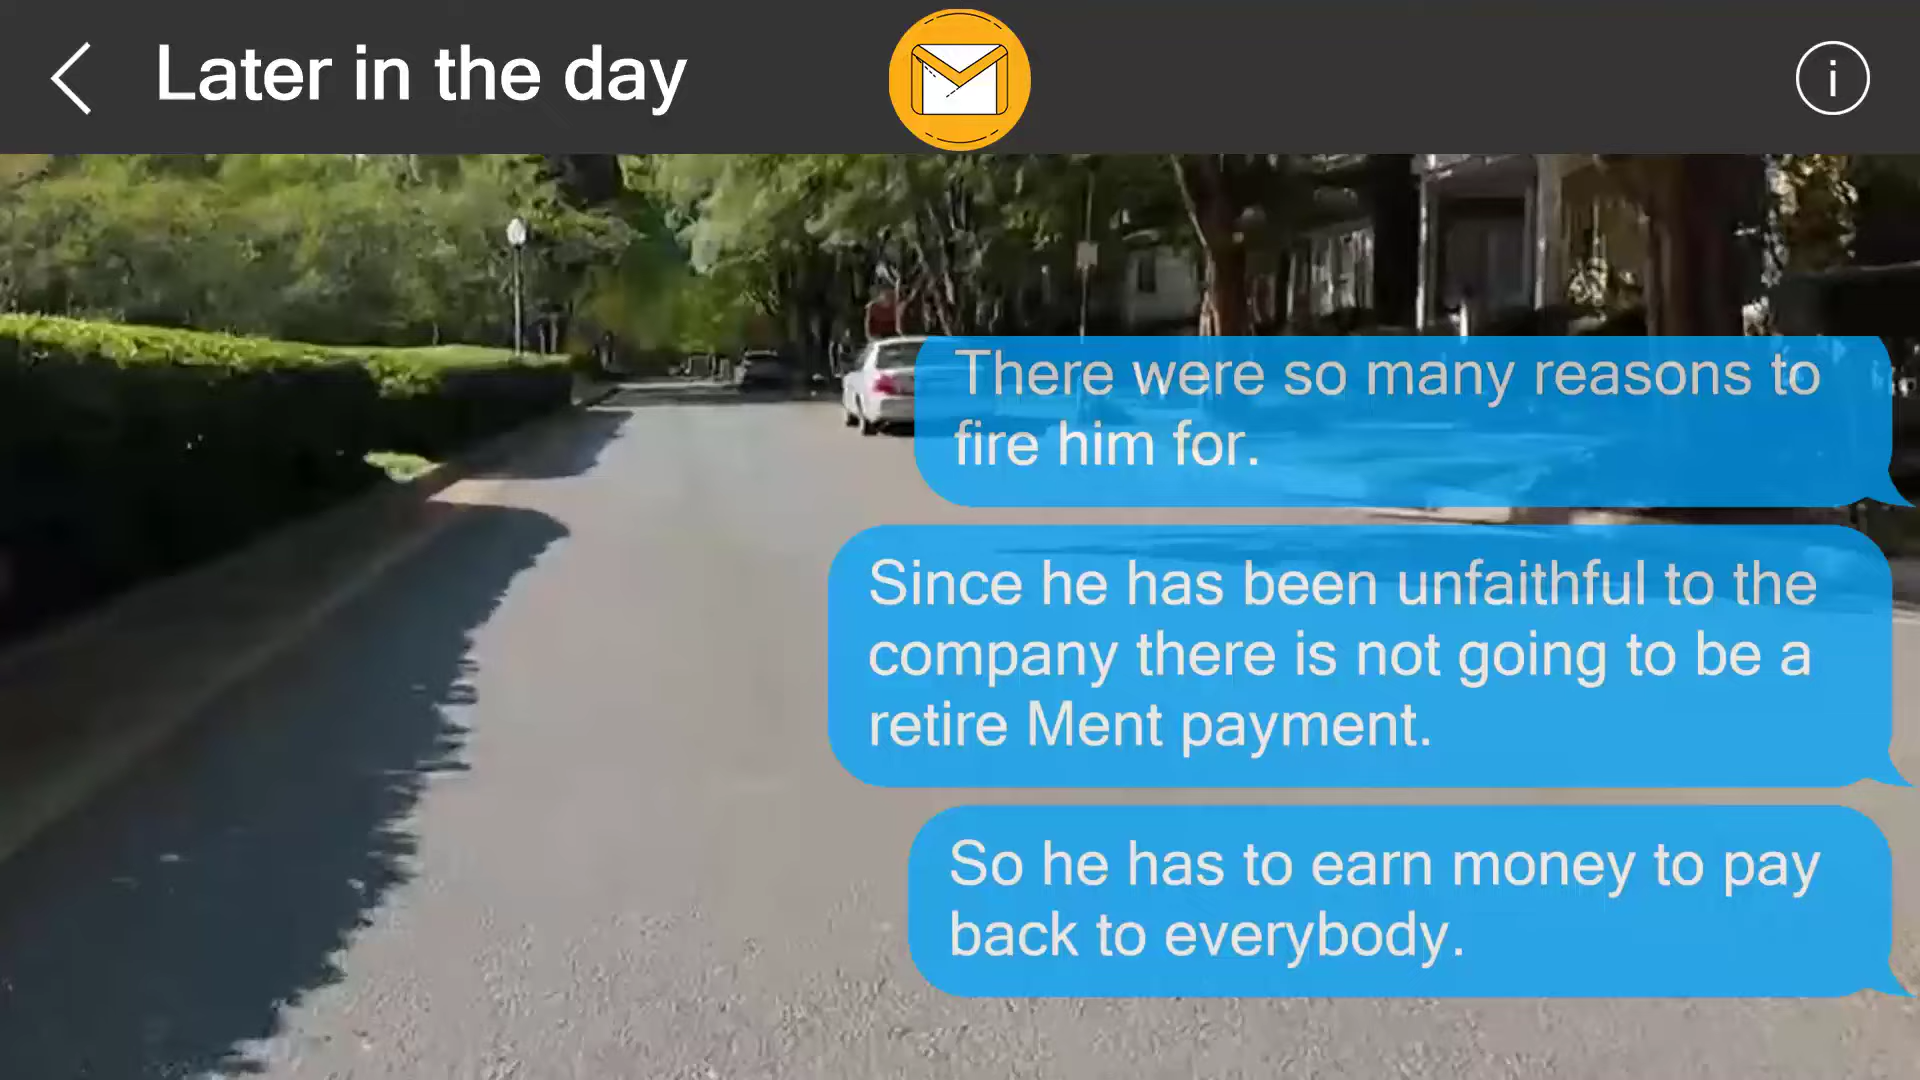 Later in the day
i
There were so many reasons to
fire him for.
Since he has been unfaithful to the
company there is not going to be a
retire Ment payment.
So he has to earn money to pay
back to everybody.